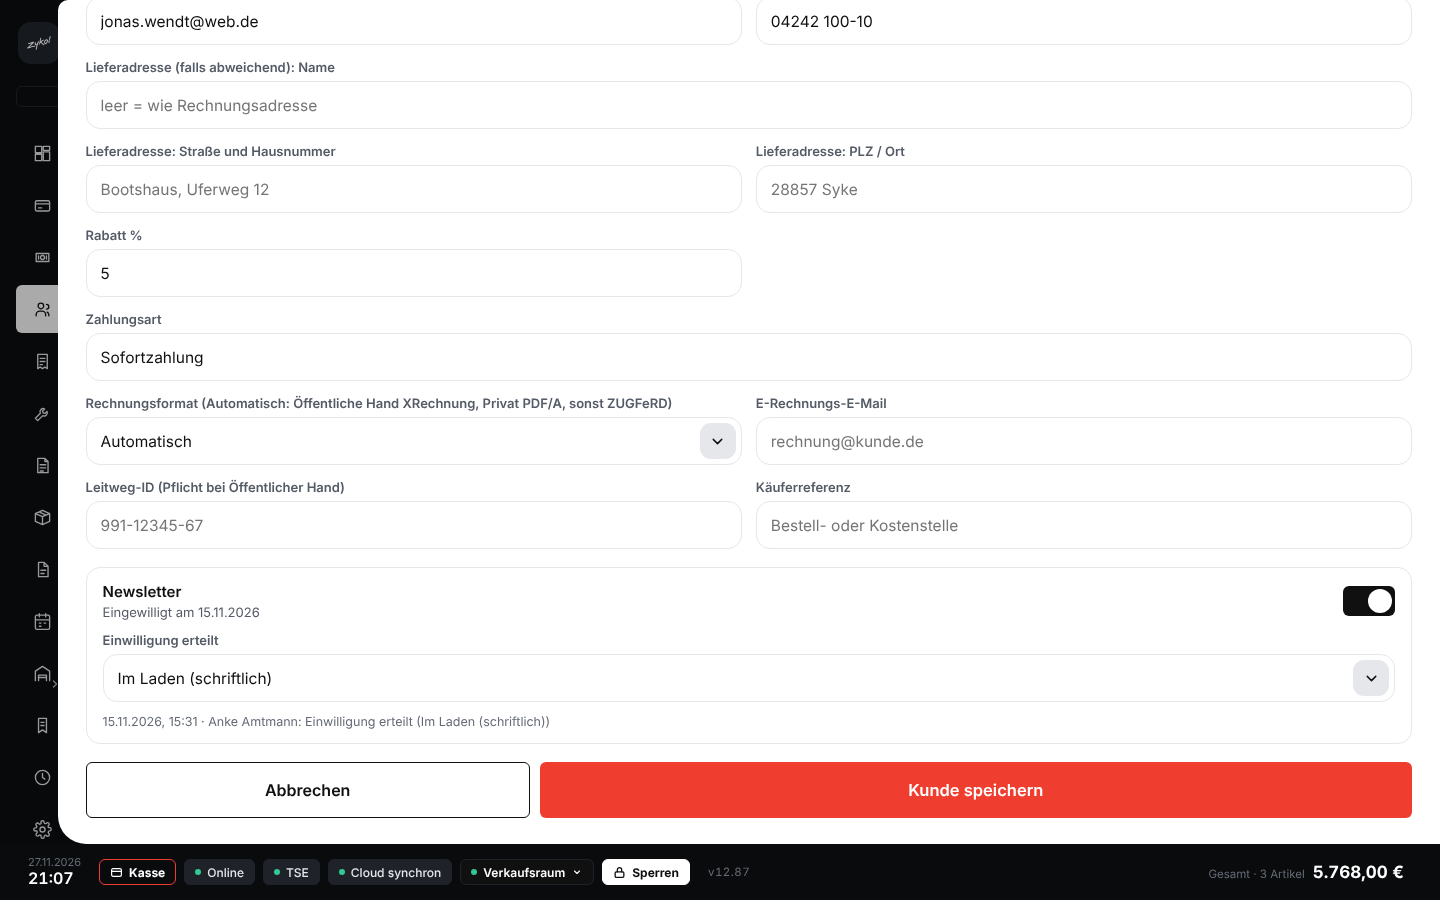 zykol
jonas.wendt@web.de
04242 100-10
Lieferadresse (falls abweichend): Name
leer = wie Rechnungsadresse
Lieferadresse: Straße und Hausnummer
Lieferadresse: PLZ / Ort
Bootshaus, Uferweg 12
28857 Syke
Rabatt %
5
Zahlungsart
Sofortzahlung
Rechnungsformat (Automatisch: Öffentliche Hand XRechnung, Privat PDF/A, sonst ZUGFeRD)
E-Rechnungs-E-Mail
Automatisch
rechnung@kunde.de
Leitweg-ID (Pflicht bei Öffentlicher Hand)
Käuferreferenz
991-12345-67
Bestell- oder Kostenstelle
Newsletter
Eingewilligt am 15.11.2026
Einwilligung erteilt
Im Laden (schriftlich)
15.11.2026, 15:31 · Anke Amtmann: Einwilligung erteilt (Im Laden (schriftlich))
Abbrechen
Kunde speichern
27.11.2026
21:07
Kasse
Online
TSE
Cloud synchron
Verkaufsraum
Sperren
v12.87
Gesamt · 3 Artikel 5.768,00 €